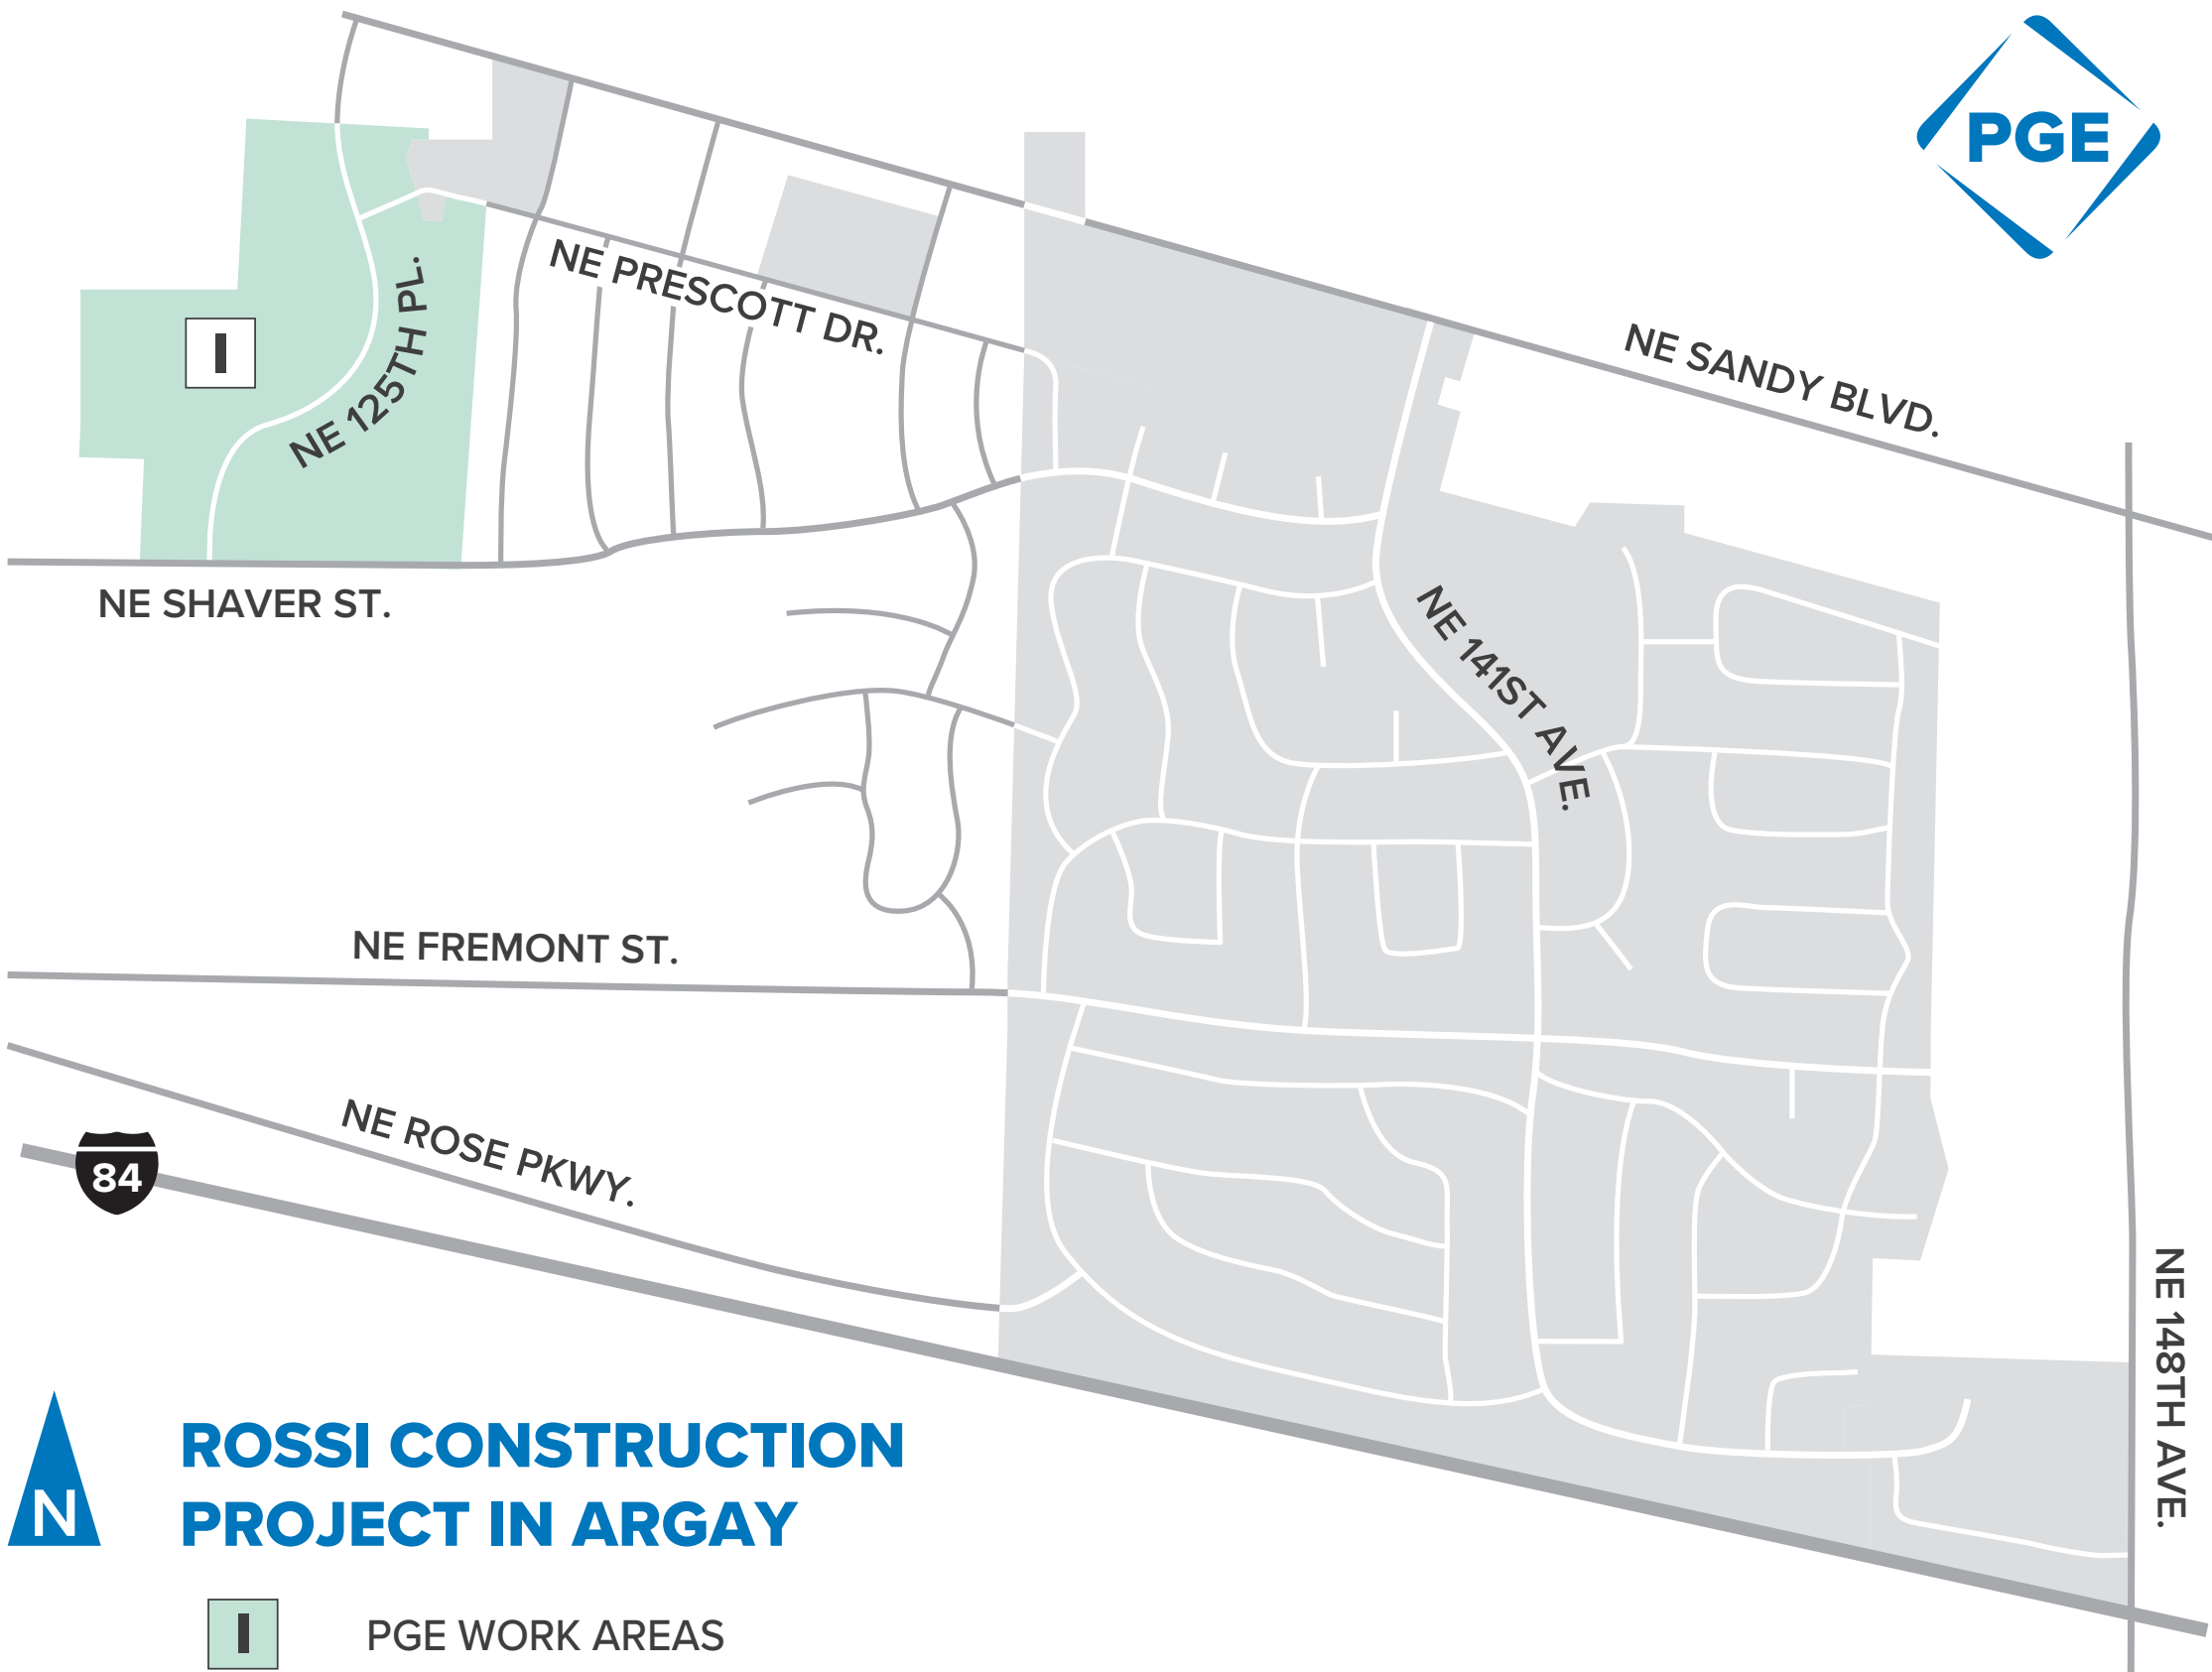 PGE
NE SANDY BLVD.
NE PRESCOTT DR.
NE 125TH PL.
I
NE SHAVER ST.
NE 141ST AVE.
NE FREMONT ST.
NE ROSE PKWY.
84
NE 148TH AVE.
N
ROSSI CONSTRUCTION
PROJECT IN ARGAY
I
PGE WORK AREAS